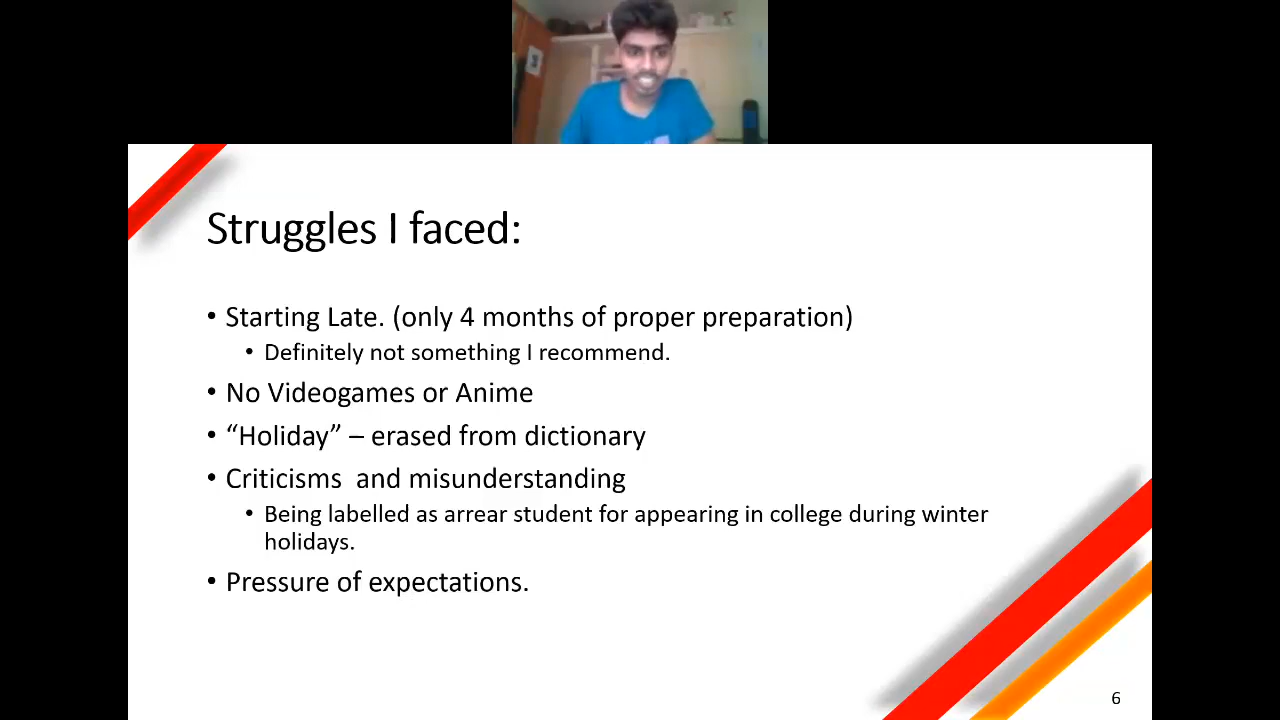 Struggles I faced:
• Starting Late. (only 4 months of proper preparation)
• Definitely not something I recommend.
• No Videogames or Anime
• “Holiday” – erased from dictionary
• Criticisms  and misunderstanding
• Being labelled as arrear student for appearing in college during winter
holidays.
• Pressure of expectations.
6